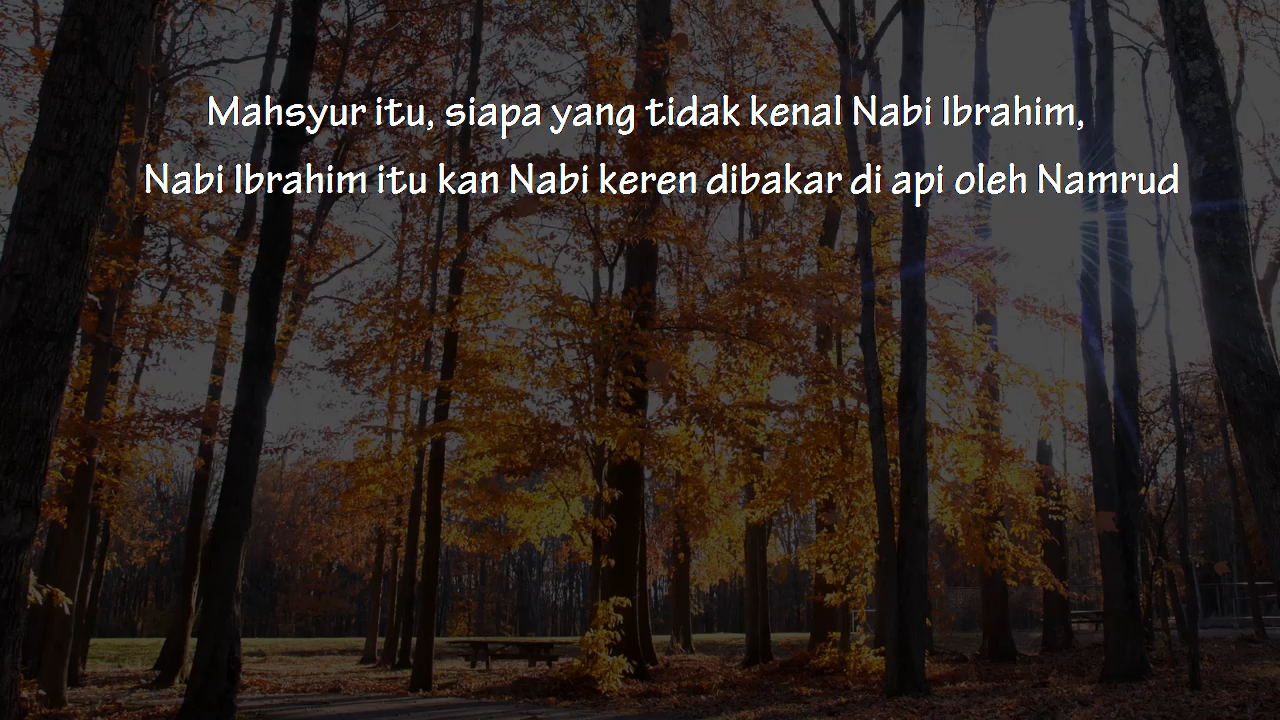 Mahsyur itu, siapa yang tidak kenal Nabi Ibrahim,
Nabi Ibrahim itu kan Nabi keren dibakar di api oleh Namrud